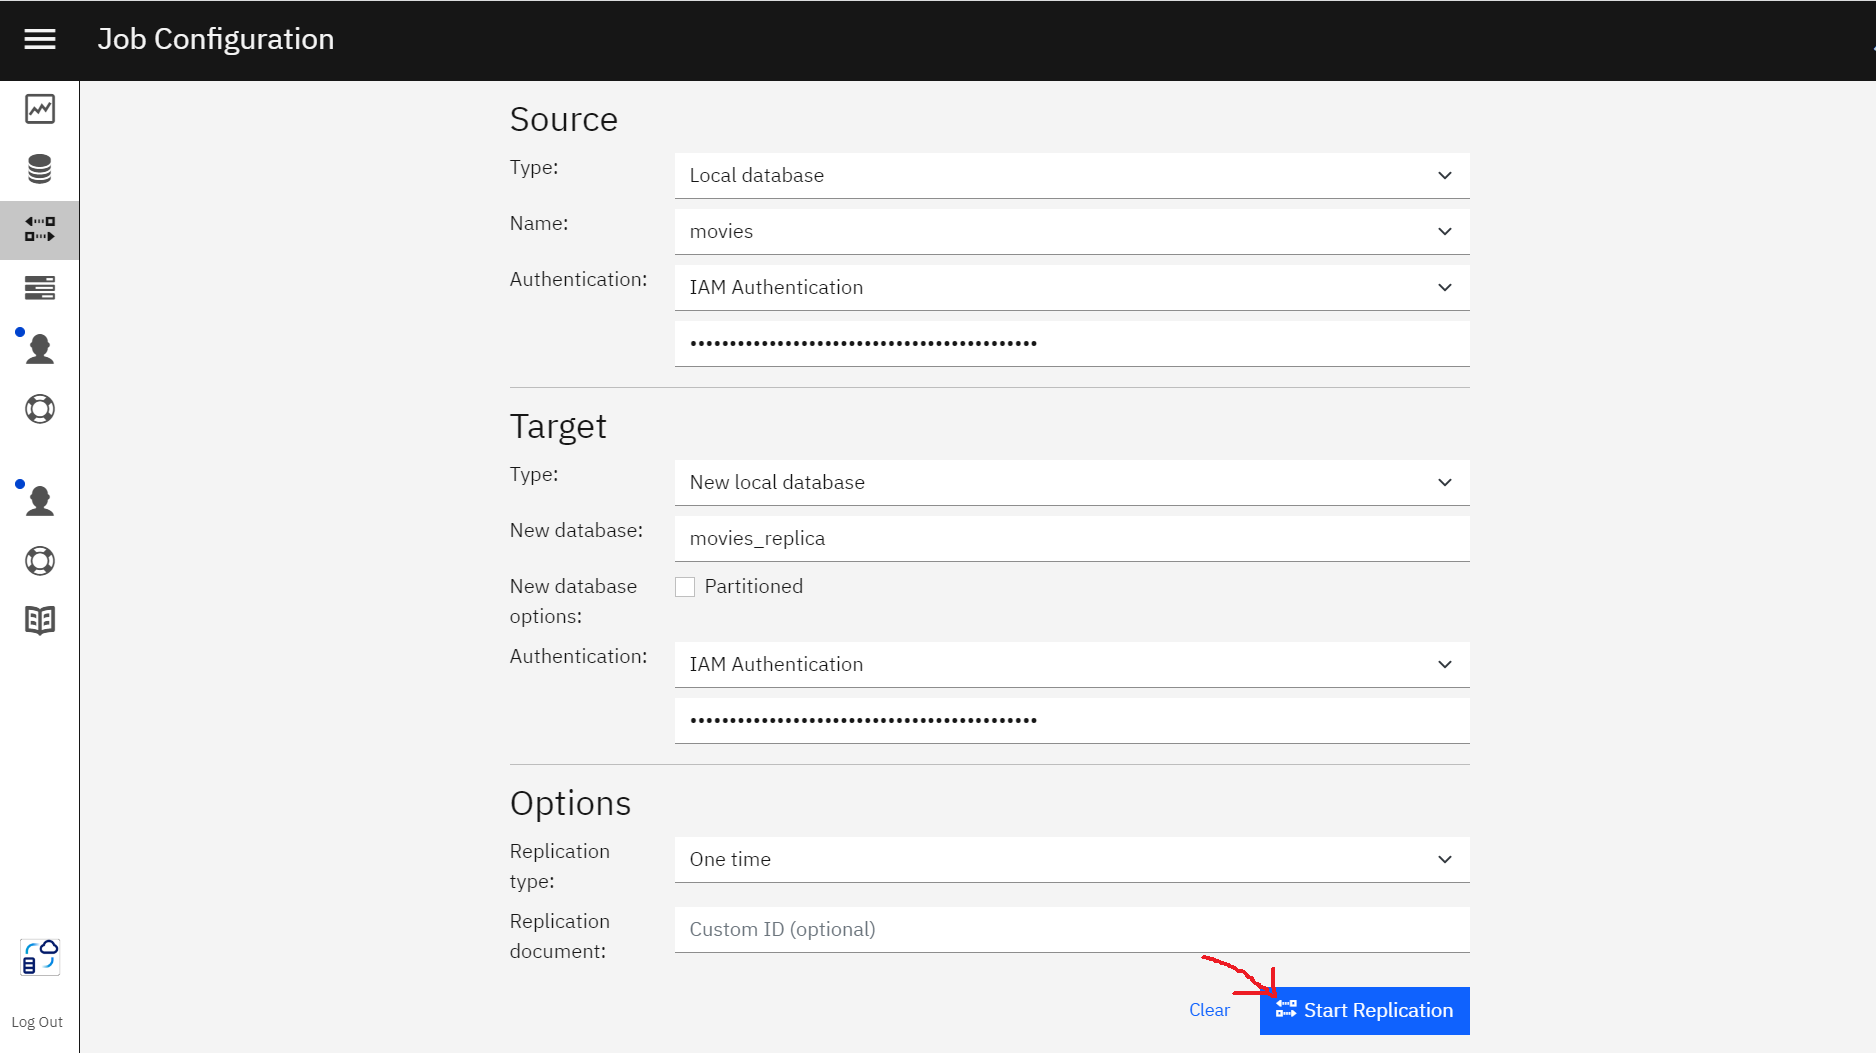 Job Configuration
Source
Type:
Local database
Name:
movies
Authentication:
IAM Authentication
••••••••••••••••••••••••••••••••••••••••••••
Target
Type:
New local database
New database:
movies_replica
New database
options:
Partitioned
Authentication:
IAM Authentication
••••••••••••••••••••••••••••••••••••••••••••
Options
Replication
type:
One time
Replication
document:
Custom ID (optional)
Clear
Start Replication
Log Out